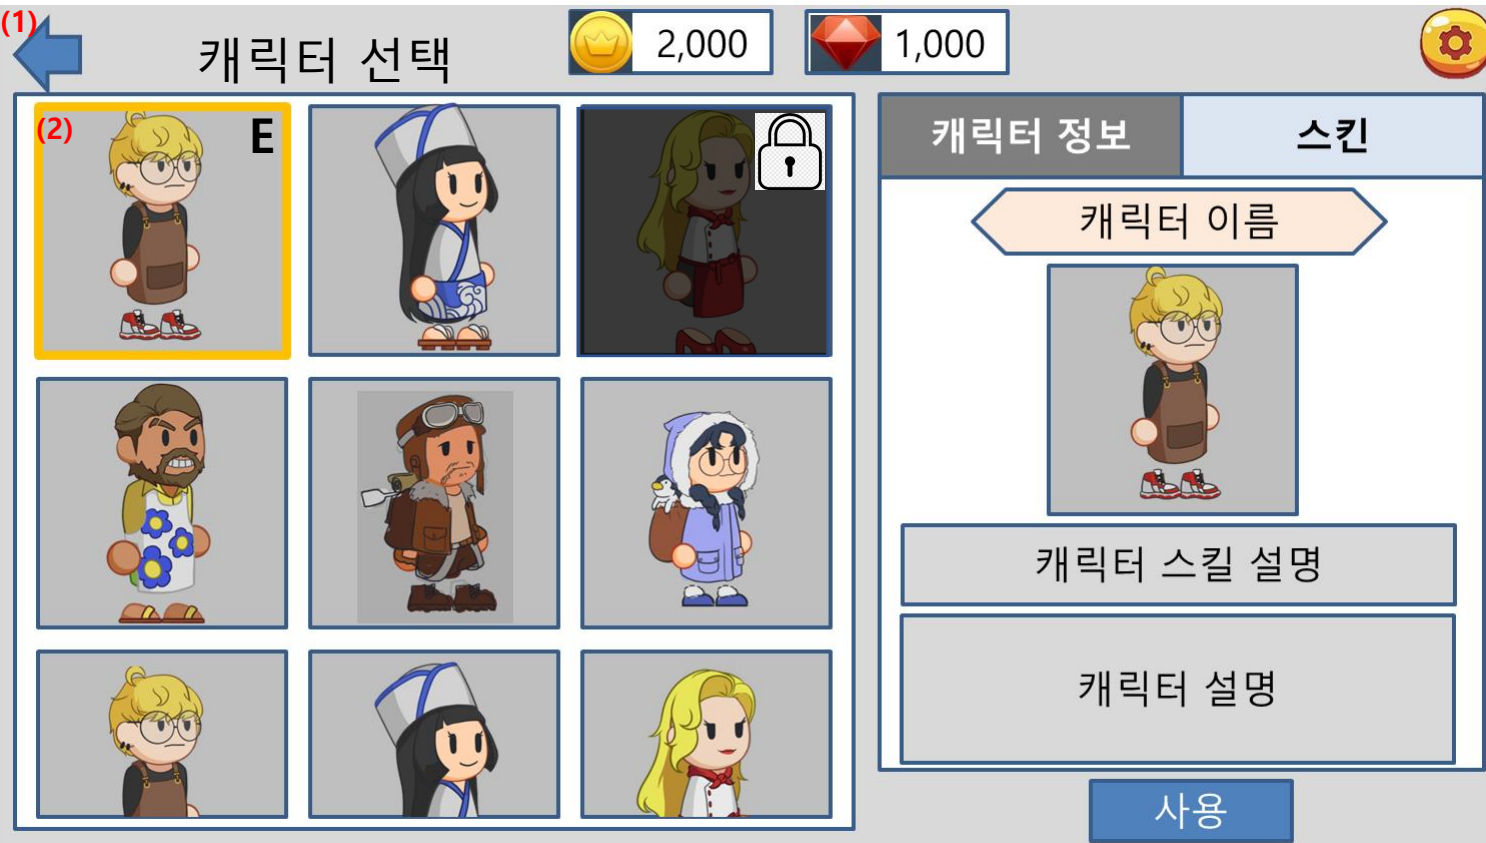 (1)
캐릭터 선택
2,000
1,000
(2)
E
캐릭터 정보
스킨
캐릭터 이름
캐릭터 스킬 설명
캐릭터 설명
사용